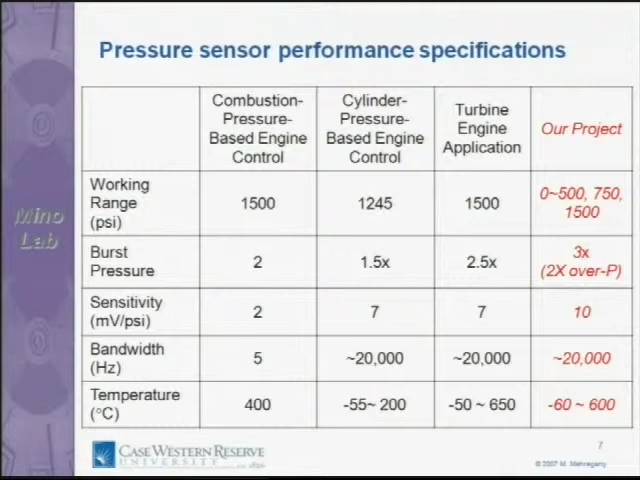 Pressure sensor performance specifications
Combustion-
Pressure-
Based Engine
Control
Cylinder-
Pressure-
Based Engine
Control
Turbine
Engine
Application
Our Project
Working
Range
(psi)
1500
1245
1500
0~500, 750,
1500
Burst
Pressure
2
1.5x
2.5x
3x
(2X over-P)
Sensitivity
(mV/psi)
2
7
7
10
Bandwidth
(Hz)
5
~20,000
~20,000
~20,000
Temperature
(°C)
400
-55~ 200
-50 ~ 650
-60 ~ 600
Mino
Lab
CASE WESTERN RESERVE
UNIVERSITY
7
© 2007 M. Mehregany